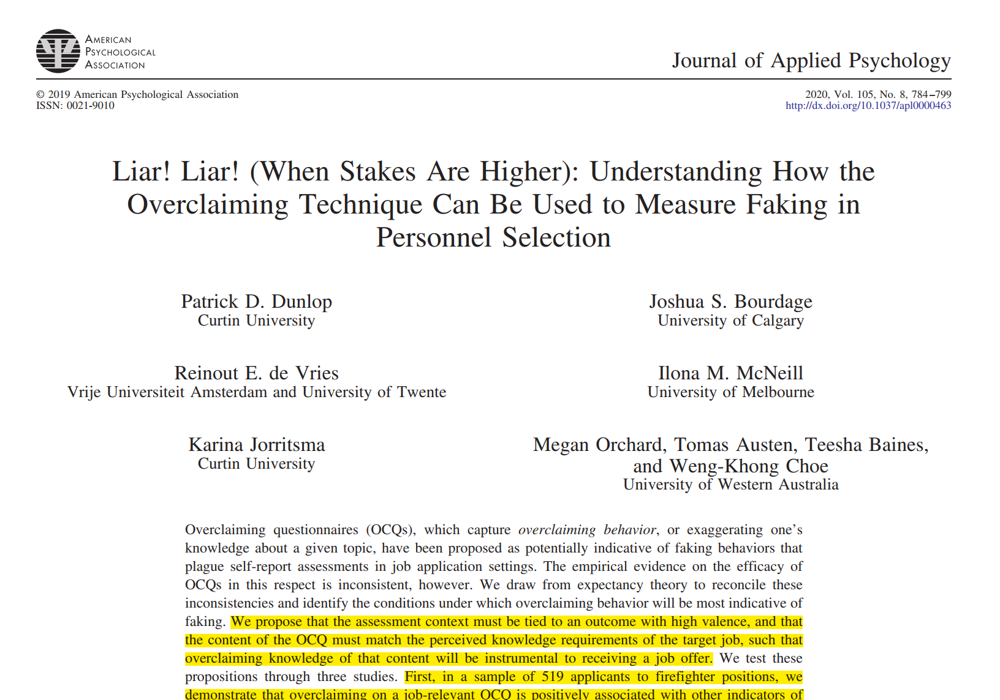 AMERICAN
PSYCHOLOGICAL
ASSOCIATION
Journal of Applied Psychology
© 2019 American Psychological Association
ISSN: 0021-9010
2020, Vol. 105, No. 8, 784–799
http://dx.doi.org/10.1037/apl0000463
Liar! Liar! (When Stakes Are Higher): Understanding How the
Overclaiming Technique Can Be Used to Measure Faking in
Personnel Selection
Patrick D. Dunlop
Curtin University
Joshua S. Bourdage
University of Calgary
Reinout E. de Vries
Vrije Universiteit Amsterdam and University of Twente
Ilona M. McNeill
University of Melbourne
Karina Jorritsma
Curtin University
Megan Orchard, Tomas Austen, Teesha Baines,
and Weng-Khong Choe
University of Western Australia
Overclaiming questionnaires (OCQs), which capture overclaiming behavior, or exaggerating one's
knowledge about a given topic, have been proposed as potentially indicative of faking behaviors that
plague self-report assessments in job application settings. The empirical evidence on the efficacy of
OCQs in this respect is inconsistent, however. We draw from expectancy theory to reconcile these
inconsistencies and identify the conditions under which overclaiming behavior will be most indicative of
faking. We propose that the assessment context must be tied to an outcome with high valence, and that
the content of the OCQ must match the perceived knowledge requirements of the target job, such that
overclaiming knowledge of that content will be instrumental to receiving a job offer. We test these
propositions through three studies. First, in a sample of 519 applicants to firefighter positions, we
demonstrate that overclaiming on a job-relevant OCQ is positively associated with other indicators of